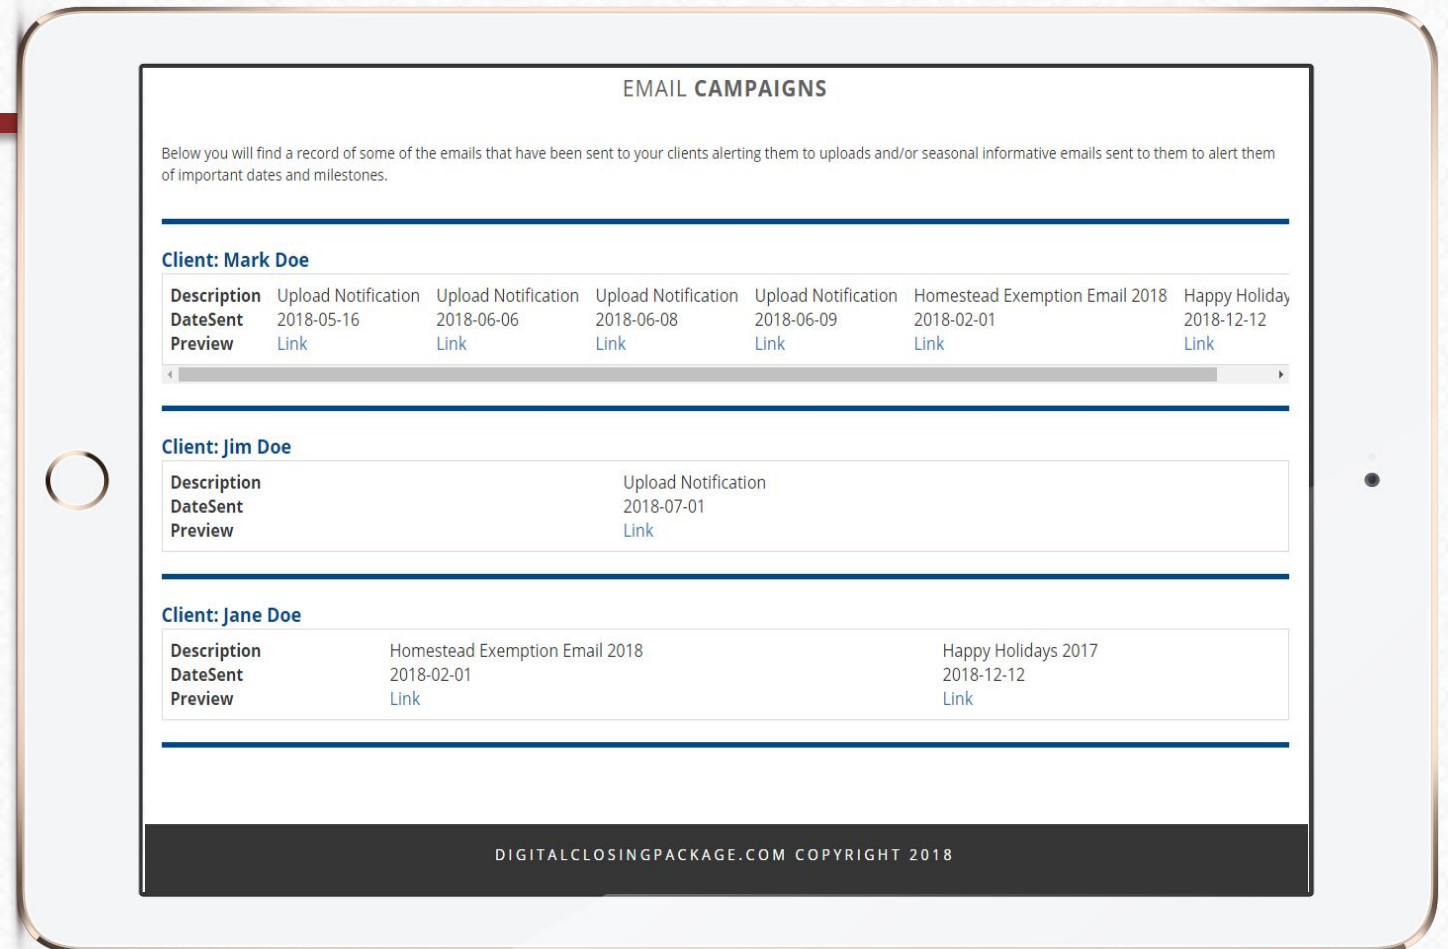 EMAIL CAMPAIGNS
Below you will find a record of some of the emails that have been sent to your clients alerting them to uploads and/or seasonal informative emails sent to them to alert them
of important dates and milestones.
Client: Mark Doe
Description Upload Notification Upload Notification Upload Notification Upload Notification Homestead Exemption Email 2018 Happy Holiday
DateSent 2018-05-16 2018-06-06 2018-06-08 2018-06-09 2018-02-01 2018-12-12
Preview Link Link Link Link Link Link
Client: Jim Doe
Description Upload Notification
DateSent 2018-07-01
Preview Link
Client: Jane Doe
Description Homestead Exemption Email 2018 Happy Holidays 2017
DateSent 2018-02-01 2018-12-12
Preview Link Link
DIGITALCLOSINGPACKAGE.COM COPYRIGHT 2018